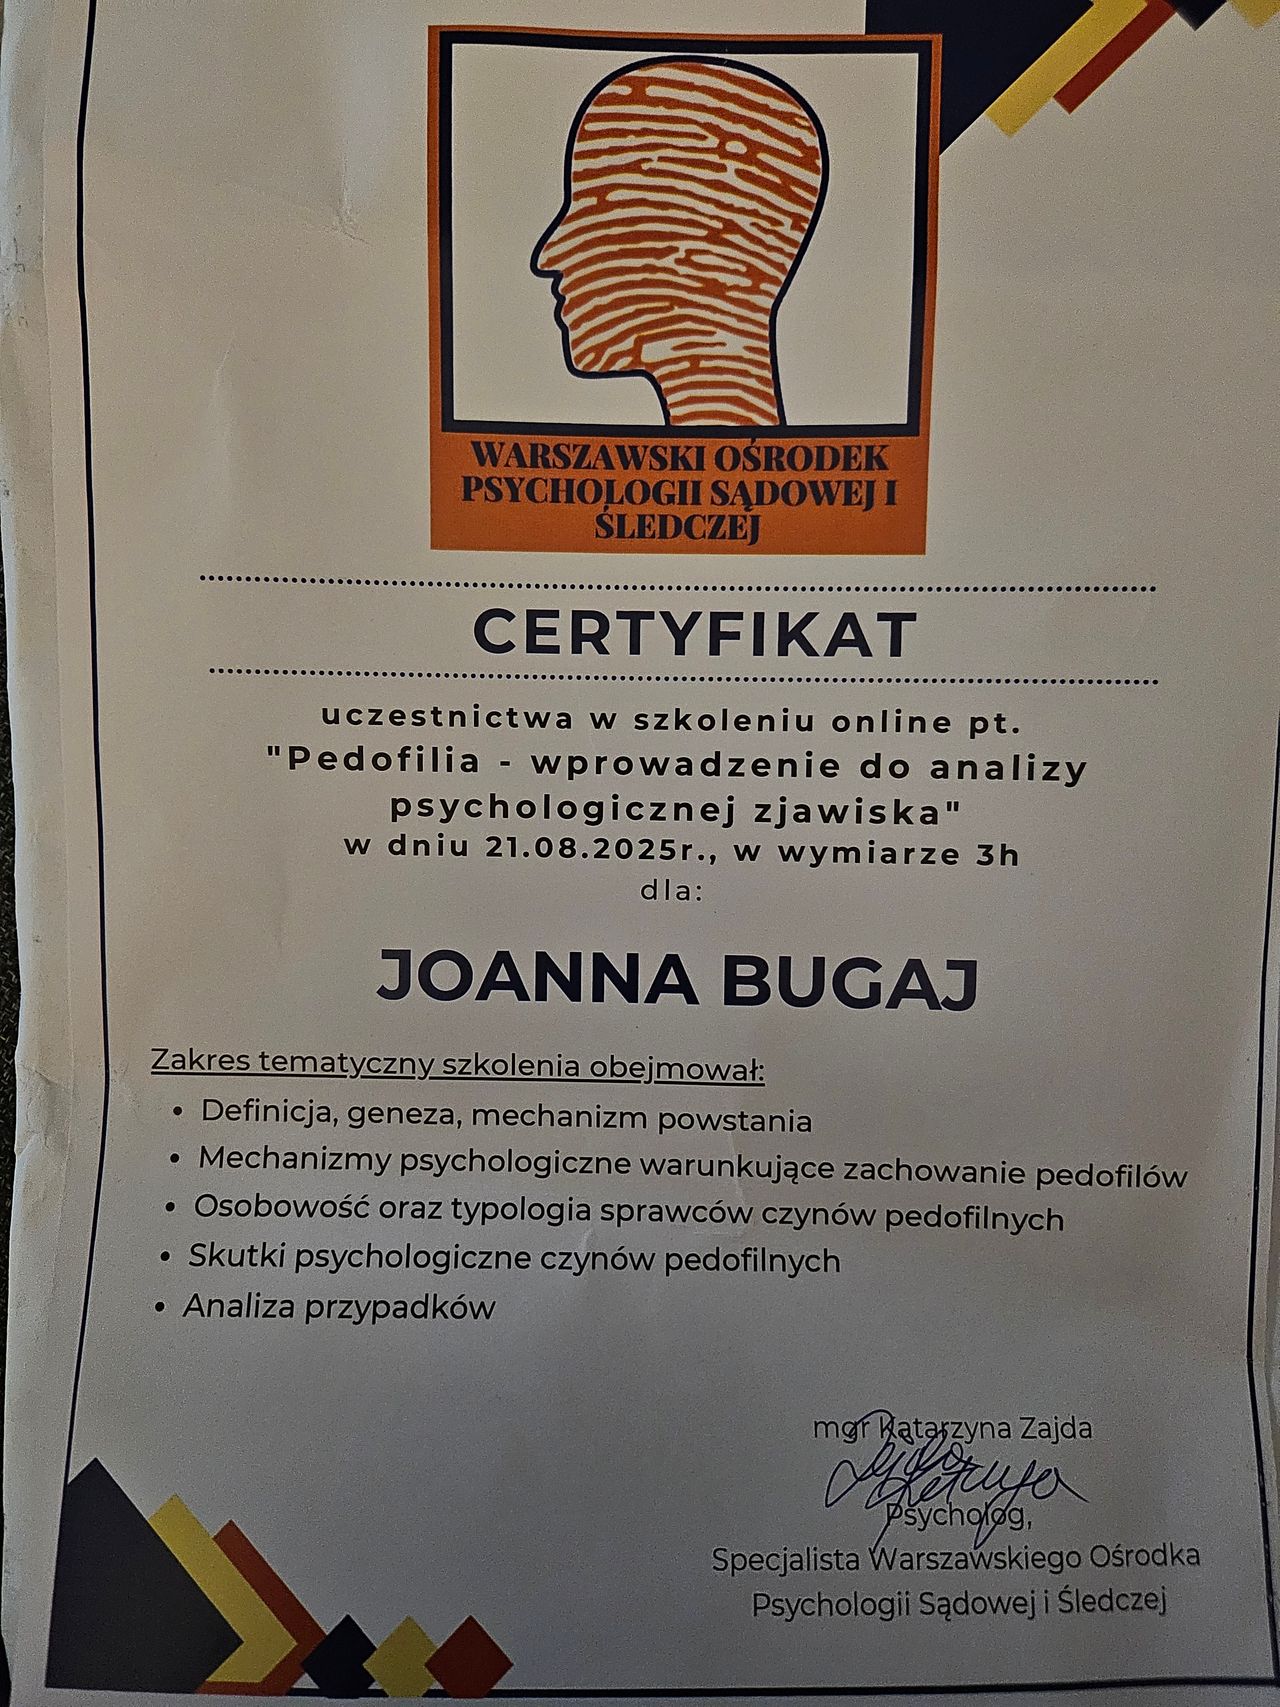 WARSZAWSKI OŚRODEK
PSYCHOLOGII SĄDOWEJ I
ŚLEDCZEJ
CERTYFIKAT
uczestnictwa w szkoleniu online pt.
"Pedofilia - wprowadzenie do analizy
psychologicznej zjawiska"
w dniu 21.08.2025r., w wymiarze 3h
dla:
JOANNA BUGAJ
Zakres tematyczny szkolenia obejmował:
• Definicja, geneza, mechanizm powstania
• Mechanizmy psychologiczne warunkujące zachowanie pedofilów
• Osobowość oraz typologia sprawców czynów pedofilnych
• Skutki psychologiczne czynów pedofilnych
• Analiza przypadków
mgr Katarzyna Zajda
Psycholog,
Specjalista Warszawskiego Ośrodka
Psychologii Sądowej i Śledczej